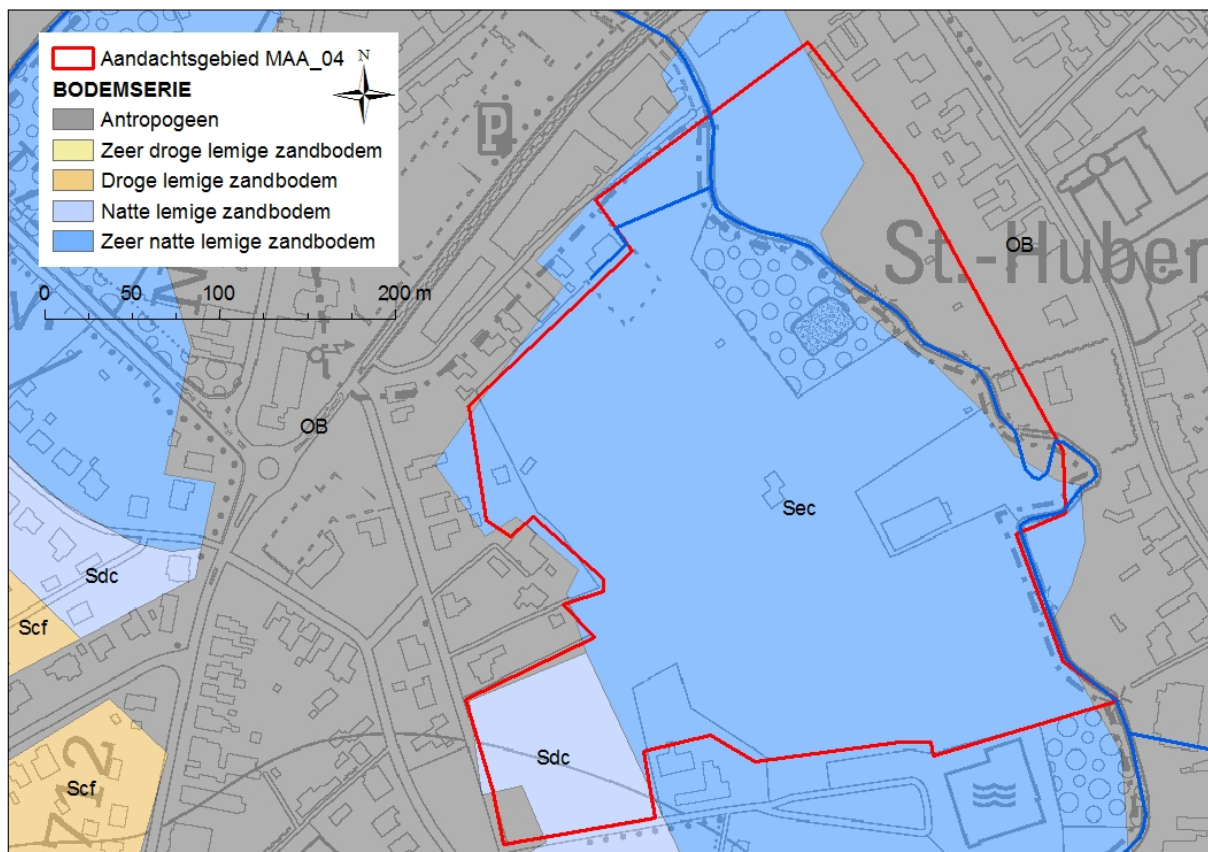 Aandachtsgebied MAA_04
N
BODEMSERIE
Antropogeen
Zeer droge lemige zandbodem
Droge lemige zandbodem
Natte lemige zandbodem
Zeer natte lemige zandbodem
0 50 100 200 m
P
St.-Huber
OB
OB
Sec
Sdc
Scf
Sdc
Scf
712